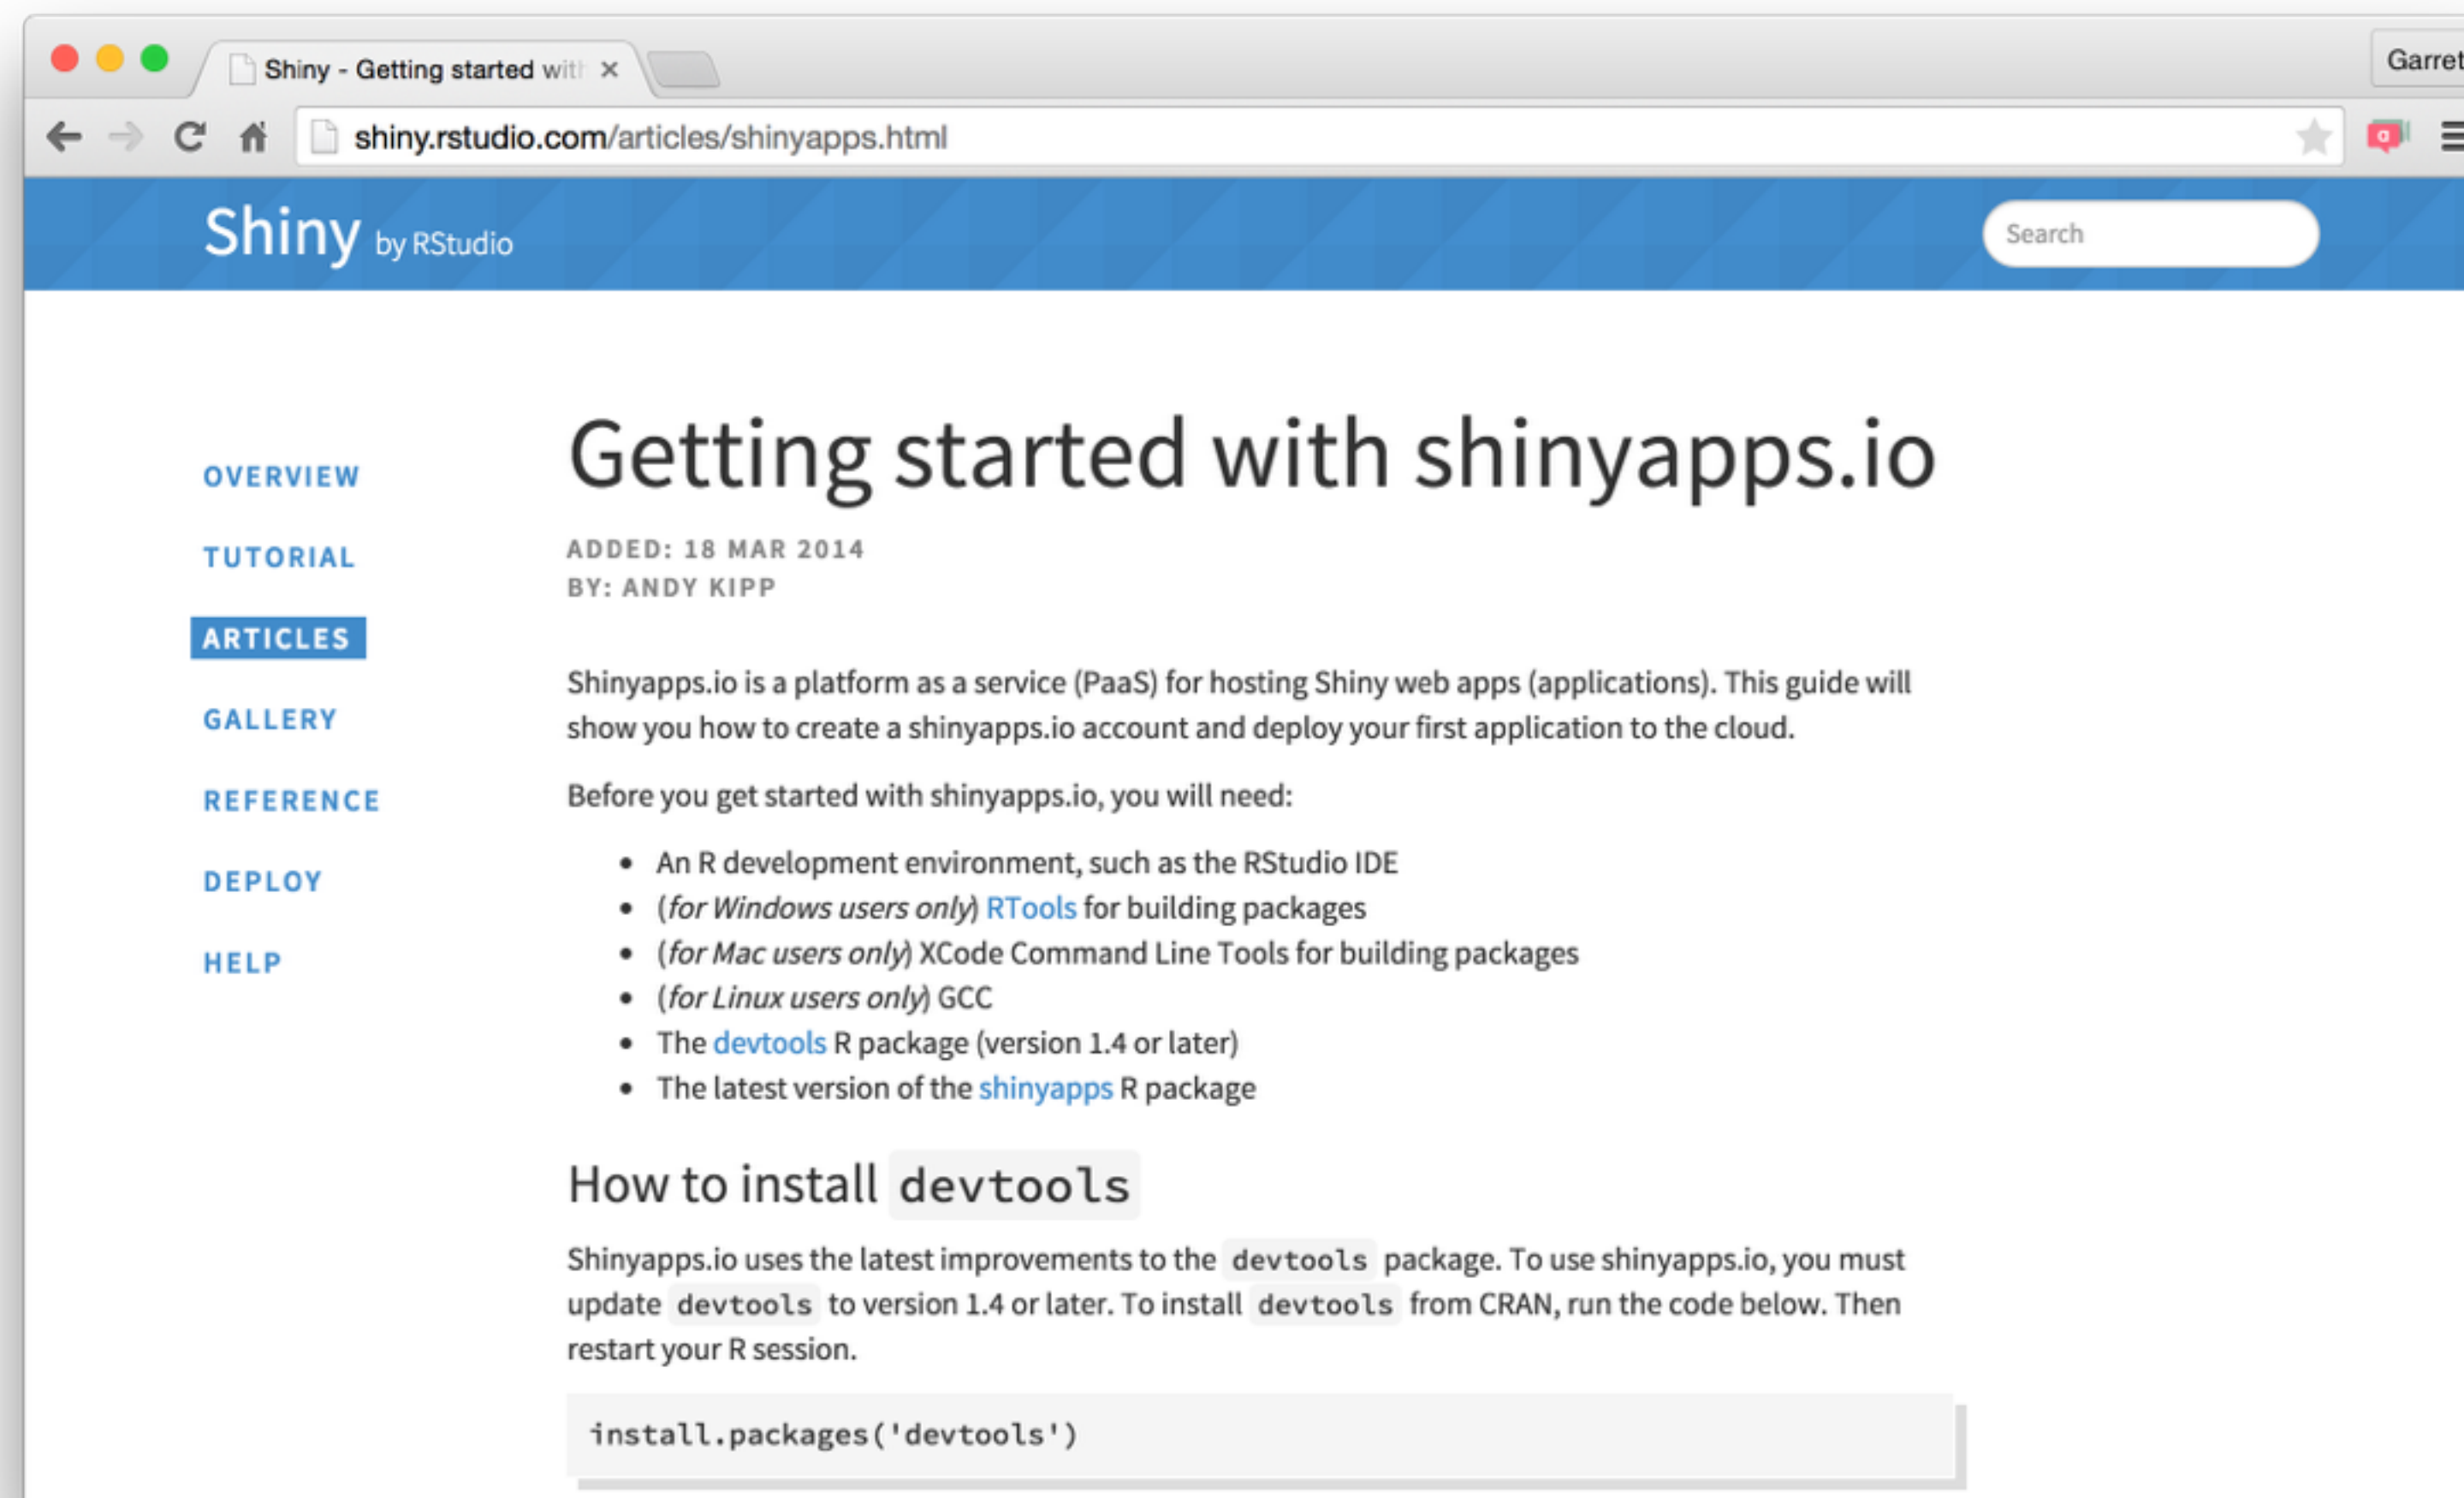 Shiny - Getting started with
Garret
shiny.rstudio.com/articles/shinyapps.html
a
Shiny by RStudio
Search
Getting started with shinyapps.io
ADDED: 18 MAR 2014
BY: ANDY KIPP
OVERVIEW
TUTORIAL
ARTICLES
GALLERY
REFERENCE
DEPLOY
HELP
Shinyapps.io is a platform as a service (PaaS) for hosting Shiny web apps (applications). This guide will
show you how to create a shinyapps.io account and deploy your first application to the cloud.
Before you get started with shinyapps.io, you will need:
• An R development environment, such as the RStudio IDE
• (for Windows users only) RTools for building packages
• (for Mac users only) XCode Command Line Tools for building packages
• (for Linux users only) GCC
• The devtools R package (version 1.4 or later)
• The latest version of the shinyapps R package
How to install devtools
Shinyapps.io uses the latest improvements to the devtools package. To use shinyapps.io, you must
update devtools to version 1.4 or later. To install devtools from CRAN, run the code below. Then
restart your R session.
install.packages('devtools')